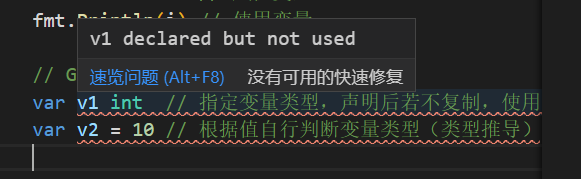 fmt.Println(i) // 使用变量
v1 declared but not used
速览问题 (Alt+F8) 没有可用的快速修复
// G
var v1 int // 指定变量类型，声明后若不复制，使用
var v2 = 10 // 根据值自行判断变量类型（类型推导）